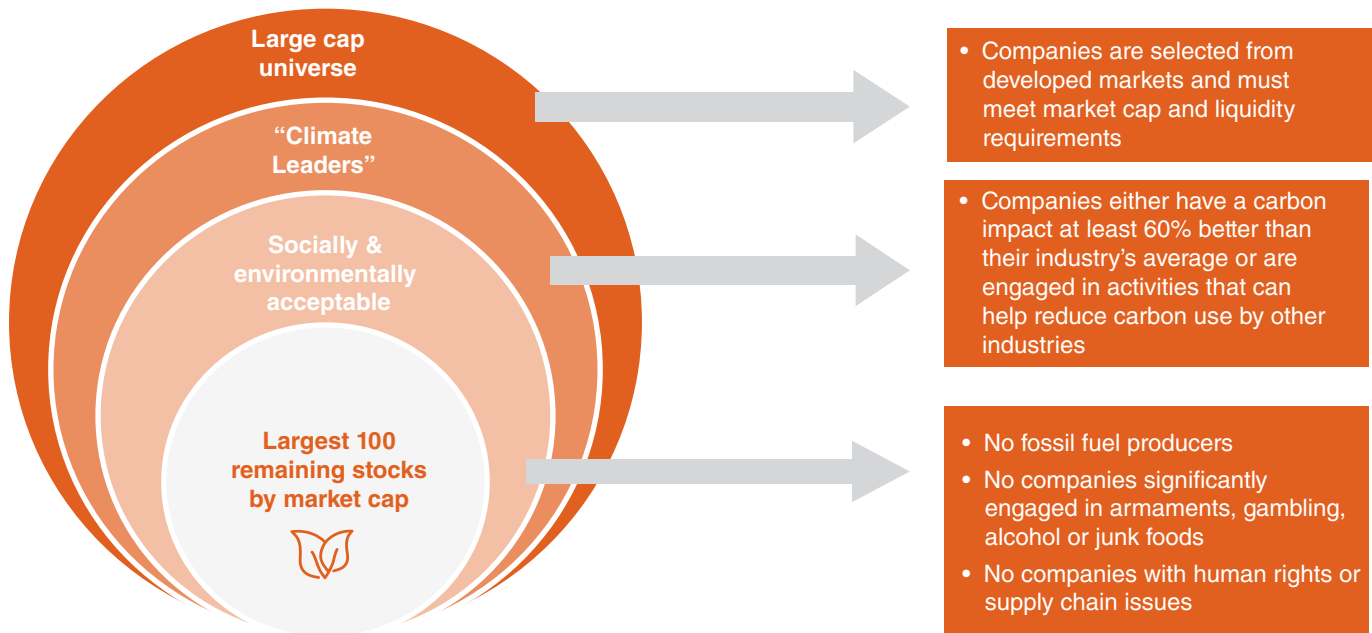 Large cap
universe
“Climate
Leaders”
Socially &
environmentally
acceptable
Largest 100
remaining stocks
by market cap
• Companies are selected from
developed markets and must
meet market cap and liquidity
requirements
• Companies either have a carbon
impact at least 60% better than
their industry’s average or are
engaged in activities that can
help reduce carbon use by other
industries
• No fossil fuel producers
• No companies significantly
engaged in armaments, gambling,
alcohol or junk foods
• No companies with human rights or
supply chain issues